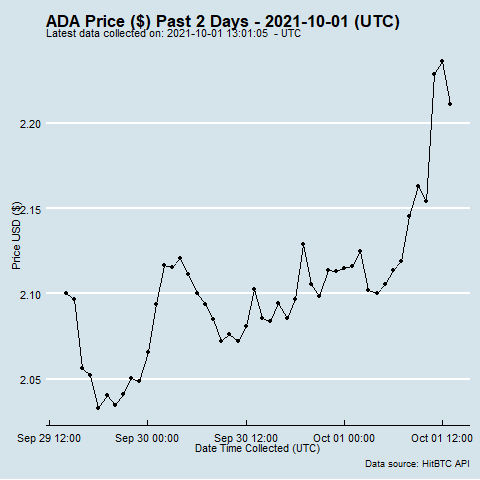 ADA Price ($) Past 2 Days - 2021-10-01 (UTC)
Latest data collected on: 2021-10-01 13:01:05 - UTC
2.20
2.15
Price USD ($)
2.10
2.05
Sep 29 12:00 Sep 30 00:00 Sep 30 12:00 Oct 01 00:00 Oct 01 12:00
Date Time Collected (UTC)
Data source: HitBTC API